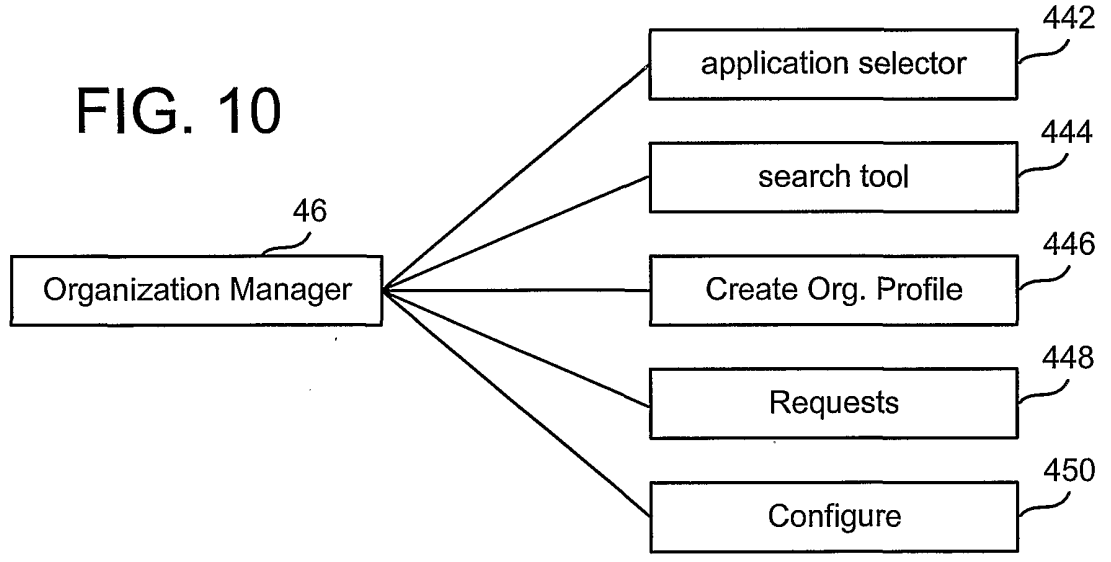 FIG. 10
46
Organization Manager
442
application selector
444
search tool
446
Create Org. Profile
448
Requests
450
Configure